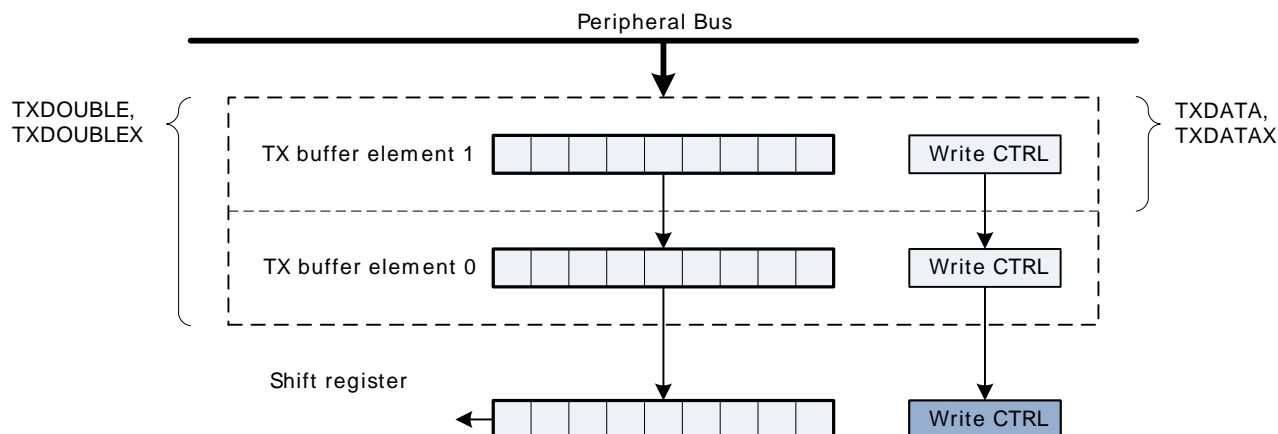 Peripheral Bus
TXDOUBLE,
TXDOUBLEX
TXDATA,
TXDATAX
TX buffer element 1
Write CTRL
TX buffer element 0
Write CTRL
Shift register
Write CTRL